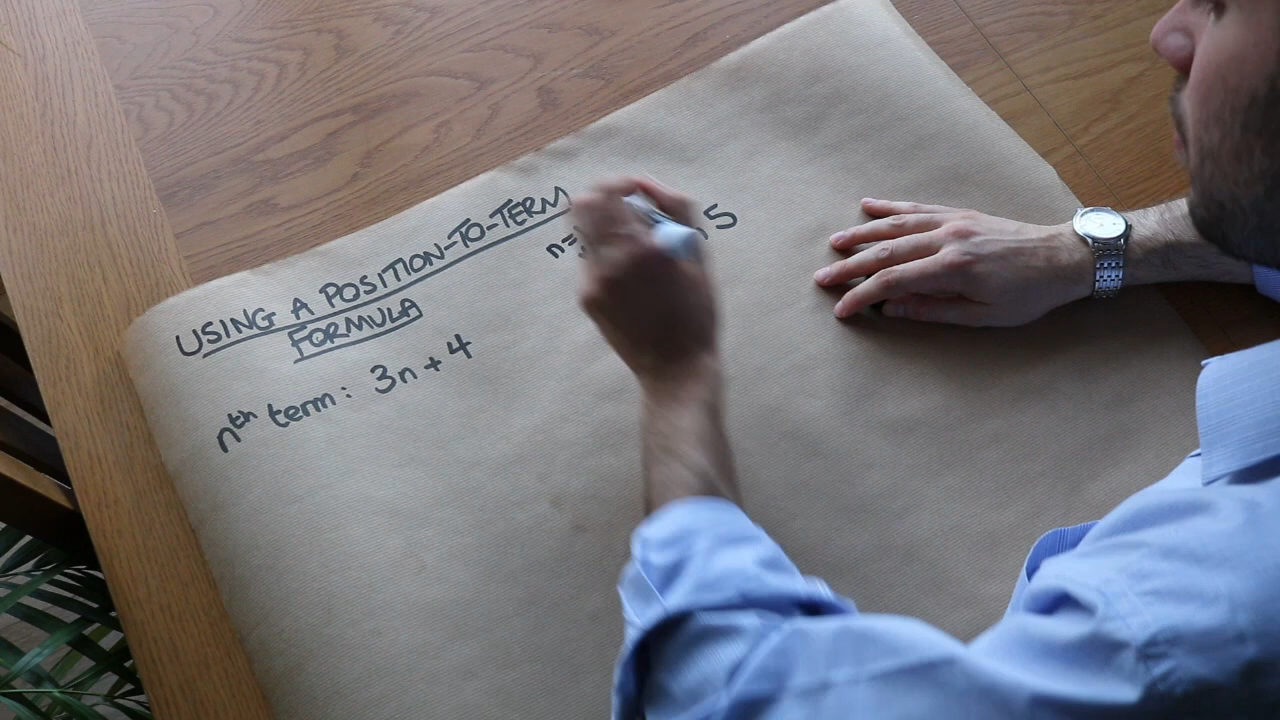 USING A POSITION-TO-TERM
FORMULA
nth term: 3n + 4
n=
5